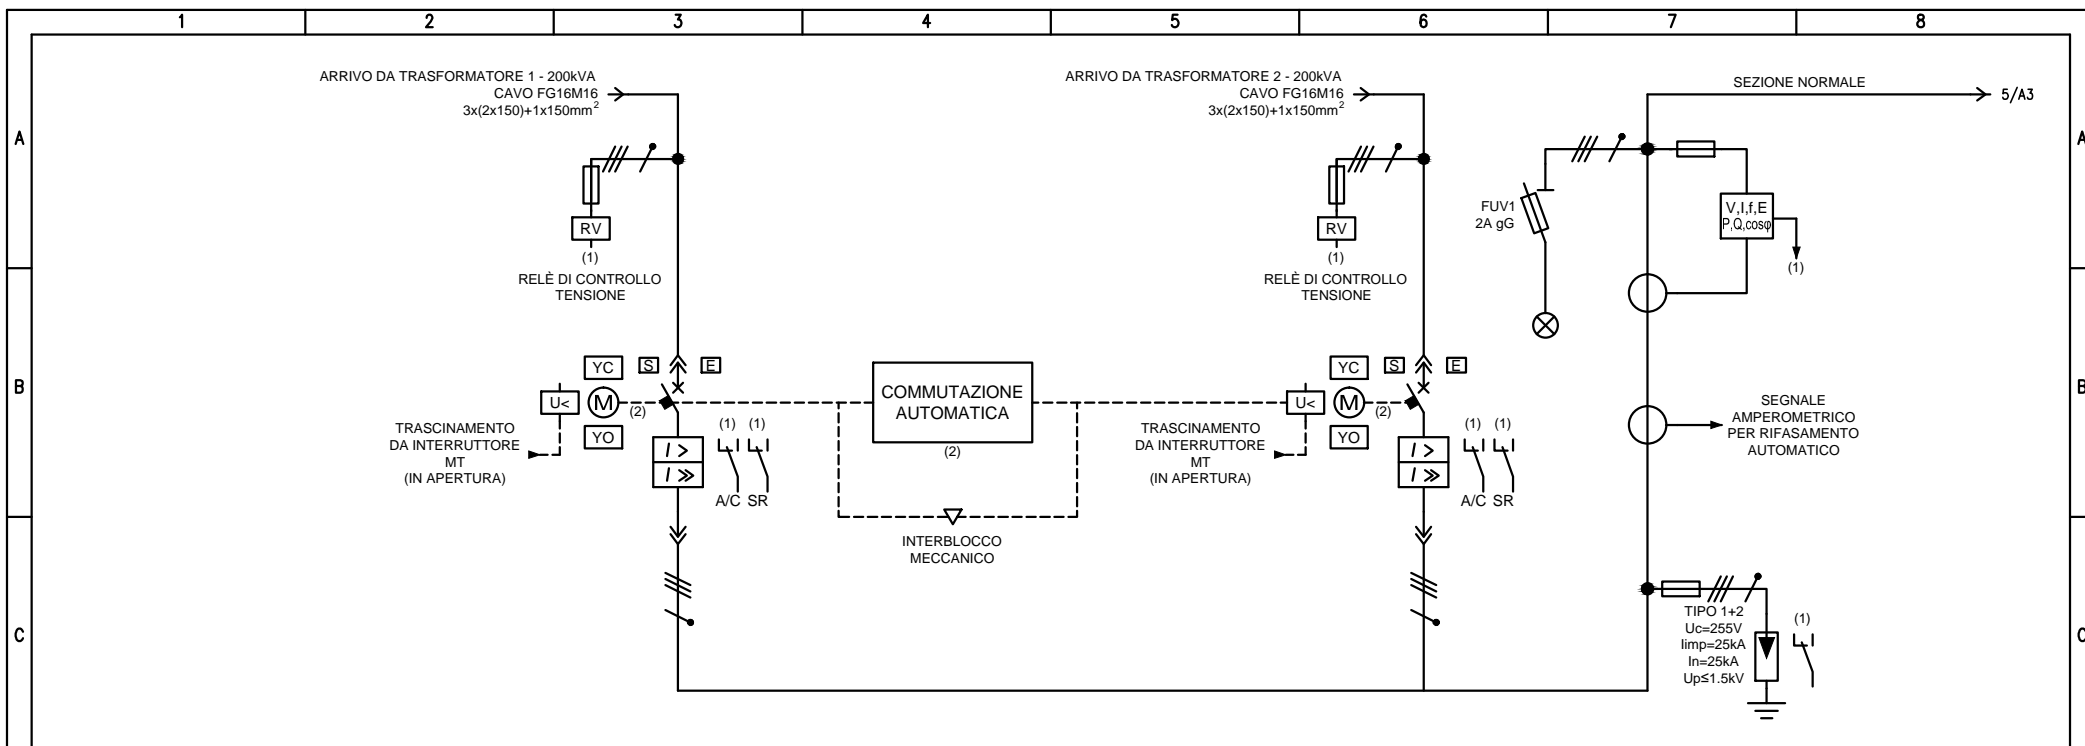 1 2 3 4 5 6 7 8
A
B
C
A
B
C
ARRIVO DA TRASFORMATORE 1 - 200kVA
CAVO FG16M16
3x(2x150)+1x150mm²
RV
(1)
RELÈ DI CONTROLLO
TENSIONE
YC
S
E
U<
M
(2)
YO
TRASCINAMENTO
DA INTERRUTTORE
MT
(IN APERTURA)
I >
I ≫
(1) (1)
A/C SR
COMMUTAZIONE
AUTOMATICA
(2)
INTERBLOCCO
MECCANICO
ARRIVO DA TRASFORMATORE 2 - 200kVA
CAVO FG16M16
3x(2x150)+1x150mm²
RV
(1)
RELÈ DI CONTROLLO
TENSIONE
YC
S
E
U<
M
(2)
YO
TRASCINAMENTO
DA INTERRUTTORE
MT
(IN APERTURA)
I >
I ≫
(1) (1)
A/C SR
SEZIONE NORMALE
5/A3
FUV1
2A gG
V,I,f,E
P,Q,cosφ
(1)
SEGNALE
AMPEROMETRICO
PER RIFASAMENTO
AUTOMATICO
TIPO 1+2
Uc=255V
Iimp=25kA
In=25kA
Up≤1.5kV
(1)